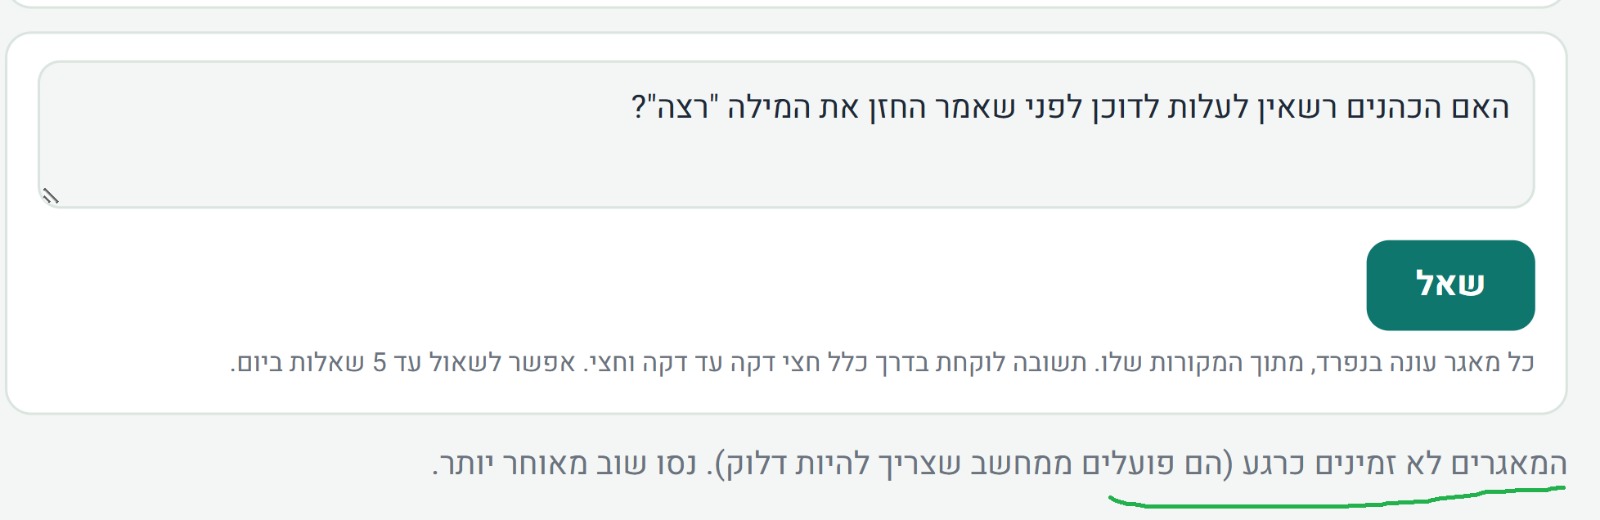 האם הכהנים רשאין לעלות לדוכן לפני שאמר החזן את המילה "רצה"?
שאל
כל מאגר עונה בנפרד, מתוך המקורות שלו. תשובה לוקחת בדרך כלל חצי דקה עד דקה וחצי. אפשר לשאול עד 5 שאלות ביום.
המאגרים לא זמינים כרגע (הם פועלים ממחשב שצריך להיות דלוק). נסו שוב מאוחר יותר.